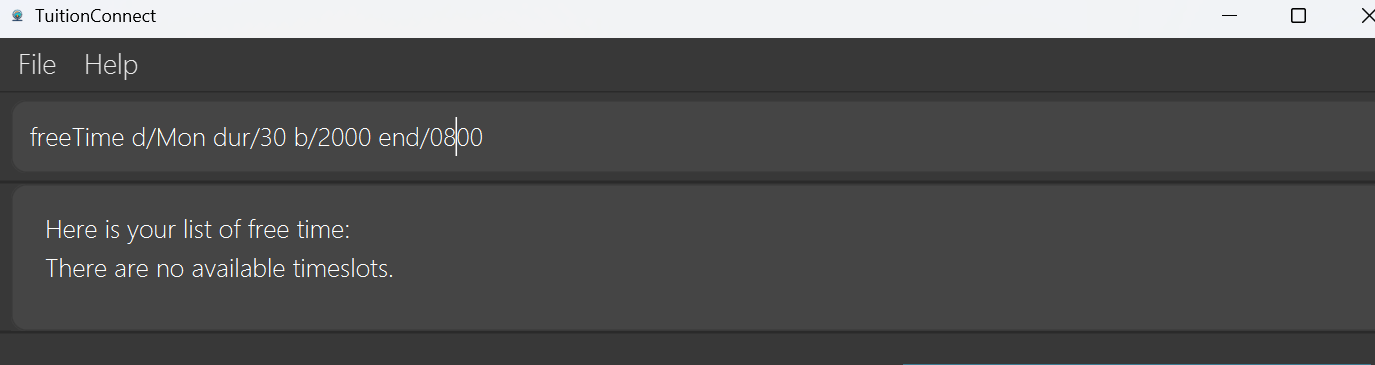 TuitionConnect
File Help
freeTime d/Mon dur/30 b/2000 end/0800
Here is your list of free time:
There are no available timeslots.